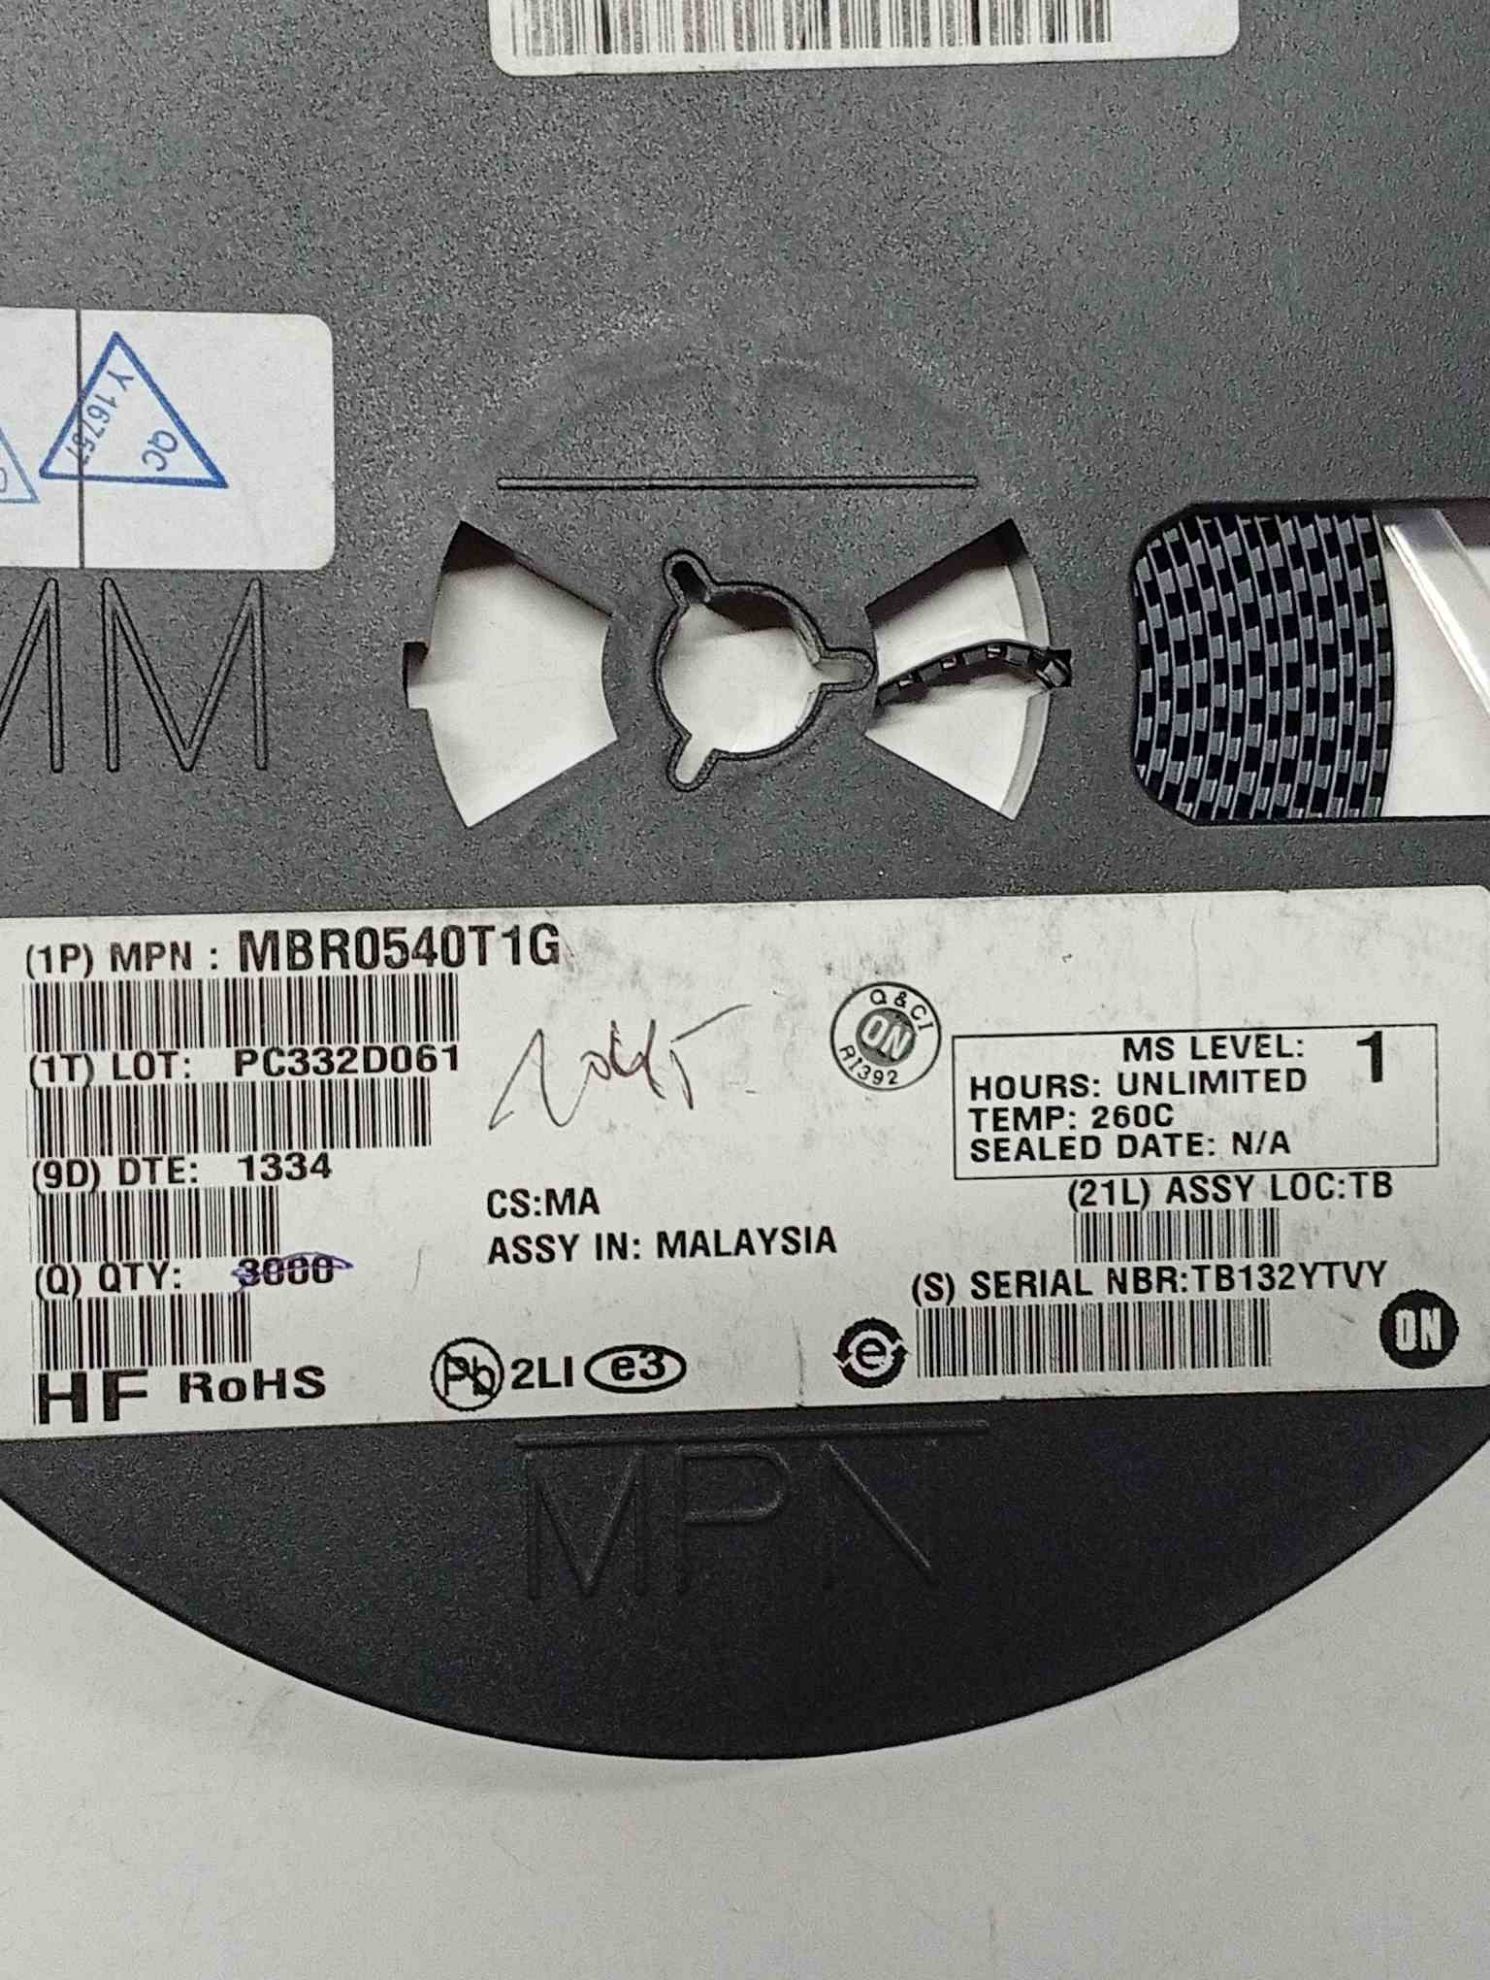 Y 16757
QC
MM
(1P) MPN : MBR0540T1G
(1T) LOT: PC332D061
(9D) DTE: 1334
(Q) QTY: 3000
HF RoHS
CS:MA
ASSY IN: MALAYSIA
Pb 2LI e3
Q & CI
ON
R1392
MS LEVEL: 1
HOURS: UNLIMITED
TEMP: 260C
SEALED DATE: N/A
(21L) ASSY LOC:TB
(S) SERIAL NBR:TB132YTVY
e
ON
MPN